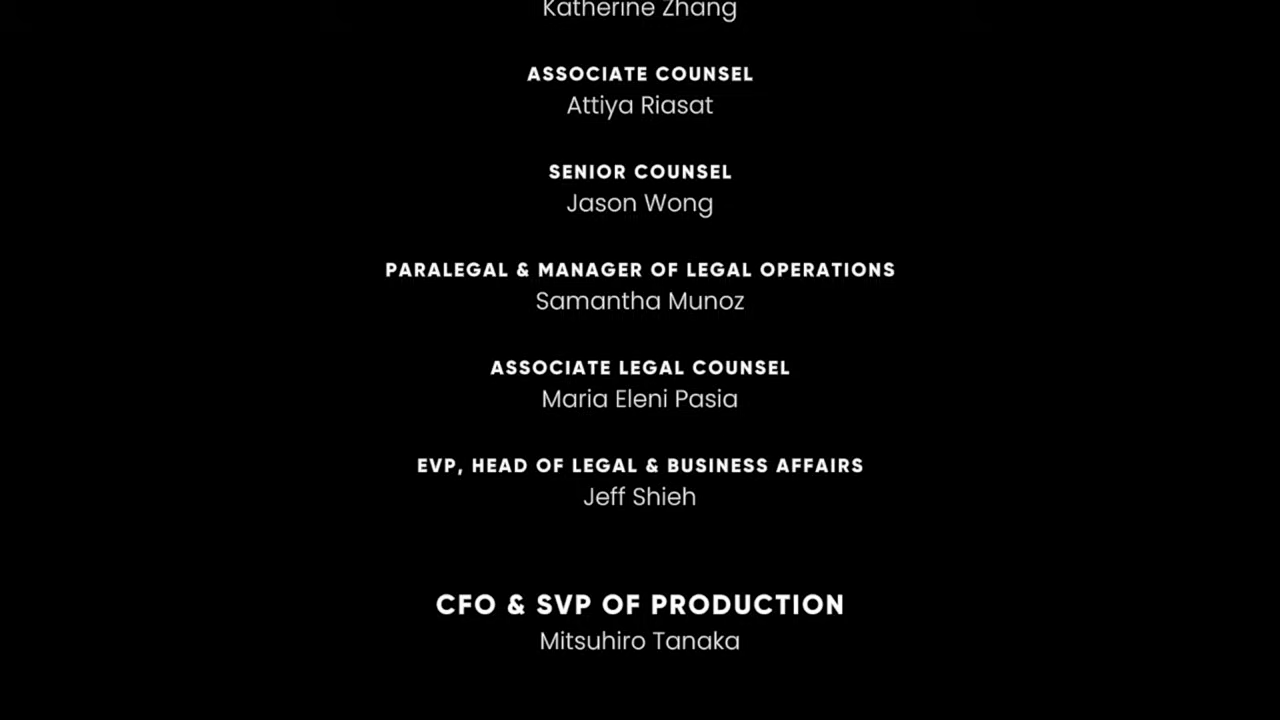 Katherine Zhang
ASSOCIATE COUNSEL
Attiya Riasat
SENIOR COUNSEL
Jason Wong
PARALEGAL & MANAGER OF LEGAL OPERATIONS
Samantha Munoz
ASSOCIATE LEGAL COUNSEL
Maria Eleni Pasia
EVP, HEAD OF LEGAL & BUSINESS AFFAIRS
Jeff Shieh
CFO & SVP OF PRODUCTION
Mitsuhiro Tanaka